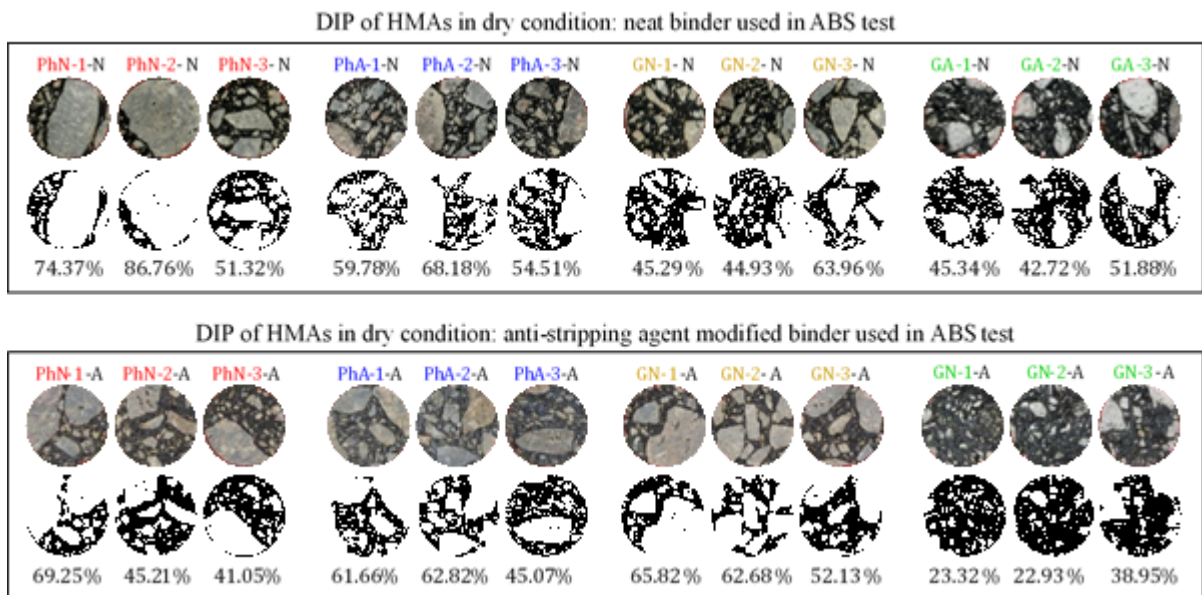 DIP of HMAs in dry condition: neat binder used in ABS test
PhN-1-N PhN-2- N PhN-3- N PhA-1-N PhA-2-N PhA-3-N GN-1- N GN-2- N GN-3- N GA-1-N GA-2-N GA-3-N
74.37% 86.76% 51.32% 59.78% 68.18% 54.51% 45.29% 44.93% 63.96% 45.34% 42.72% 51.88%
DIP of HMAs in dry condition: anti-stripping agent modified binder used in ABS test
PhN-1-A PhN-2-A PhN-3-A PhA-1-A PhA-2-A PhA-3-A GN-1-A GN-2-A GN-3-A GN-1-A GN-2-A GN-3-A
69.25% 45.21% 41.05% 61.66% 62.82% 45.07% 65.82% 62.68% 52.13% 23.32% 22.93% 38.95%